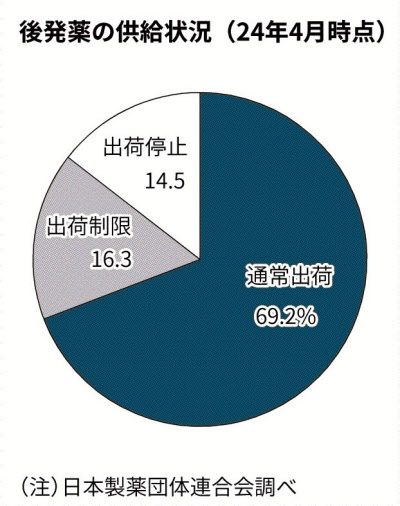 後発薬の供給状況（24年4月時点）
出荷停止
14.5
出荷制限
16.3
通常出荷
69.2%
（注）日本製薬団体連合会調べ